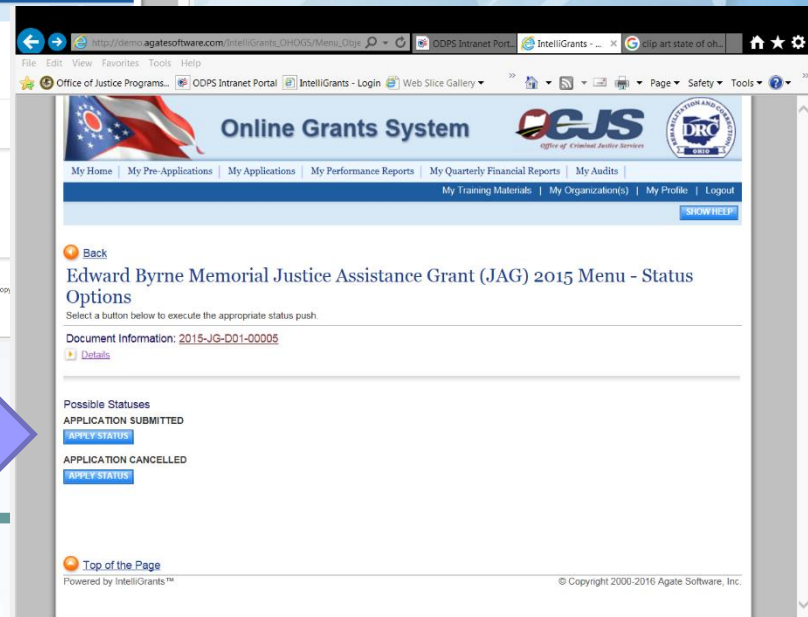 http://demo.agatesoftware.com/IntelliGrants_OHOGS/Menu_Obje
ODPS Intranet Port...
IntelliGrants - ...
clip art state of oh...
File Edit View Favorites Tools Help
Office of Justice Programs... ODPS Intranet Portal IntelliGrants - Login Web Slice Gallery Page Safety Tools
Online Grants System
OCJS
Office of Criminal Justice Services
DRC
OHIO
My Home | My Pre-Applications | My Applications | My Performance Reports | My Quarterly Financial Reports | My Audits |
My Training Materials | My Organization(s) | My Profile | Logout
SHOW HELP
Back
Edward Byrne Memorial Justice Assistance Grant (JAG) 2015 Menu - Status
Options
Select a button below to execute the appropriate status push.
Document Information: 2015-JG-D01-00005
Details
Possible Statuses
APPLICATION SUBMITTED
APPLY STATUS
APPLICATION CANCELLED
APPLY STATUS
Top of the Page
Powered by IntelliGrants™ © Copyright 2000-2016 Agate Software, Inc.